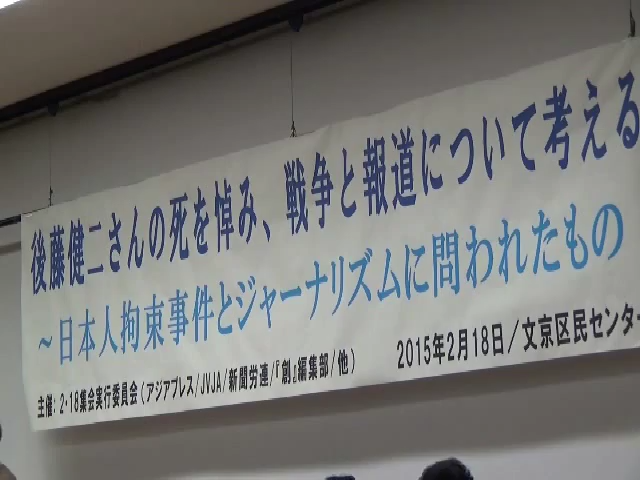 後藤健二さんの死を悼み、戦争と報道について考える
～日本人拘束事件とジャーナリズムに問われたもの
主催：2・18集会実行委員会（アジアプレス/JVJA/新聞労連/『創』編集部/他） 2015年2月18日／文京区民センター